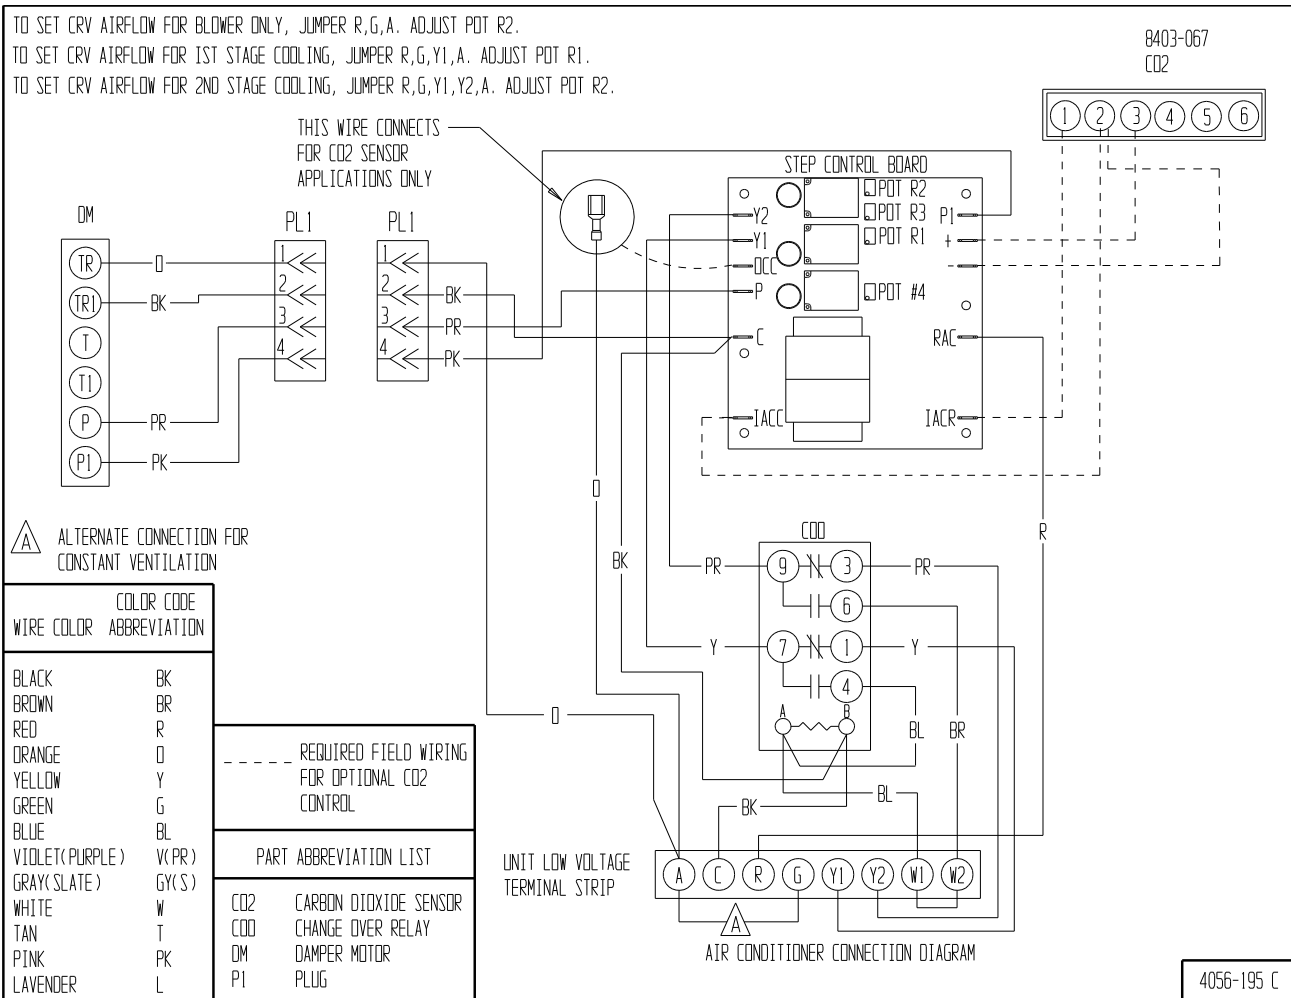 TO SET CRV AIRFLOW FOR BLOWER ONLY, JUMPER R,G,A. ADJUST POT R2.
TO SET CRV AIRFLOW FOR 1ST STAGE COOLING, JUMPER R,G,Y1,A. ADJUST POT R1.
TO SET CRV AIRFLOW FOR 2ND STAGE COOLING, JUMPER R,G,Y1,Y2,A. ADJUST POT R2.
8403-067
CO2
1 2 3 4 5 6
THIS WIRE CONNECTS
FOR CO2 SENSOR
APPLICATIONS ONLY
STEP CONTROL BOARD
POT R2
POT R3
POT R1
POT #4
Y2
Y1
OCC
P
C
IACC
P1
+
-
RAC
IACR
DM
TR
TR1
T
T1
P
P1
O
BK
PR
PK
PL1
1
2
3
4
PL1
1
2
3
4
BK
PR
PK
O
BK
R
A
ALTERNATE CONNECTION FOR
CONSTANT VENTILATION
COO
PR 9 3 PR
6
Y 7 1 Y
4
A B
BL BR
O
BL
BK
COLOR CODE
WIRE COLOR ABBREVIATION
BLACK BK
BROWN BR
RED R
ORANGE O
YELLOW Y
GREEN G
BLUE BL
VIOLET(PURPLE) V(PR)
GRAY(SLATE) GY(S)
WHITE W
TAN T
PINK PK
LAVENDER L
REQUIRED FIELD WIRING
FOR OPTIONAL CO2
CONTROL
PART ABBREVIATION LIST
CO2 CARBON DIOXIDE SENSOR
COO CHANGE OVER RELAY
DM DAMPER MOTOR
P1 PLUG
UNIT LOW VOLTAGE
TERMINAL STRIP
A C R G Y1 Y2 W1 W2
A
AIR CONDITIONER CONNECTION DIAGRAM
4056-195 C